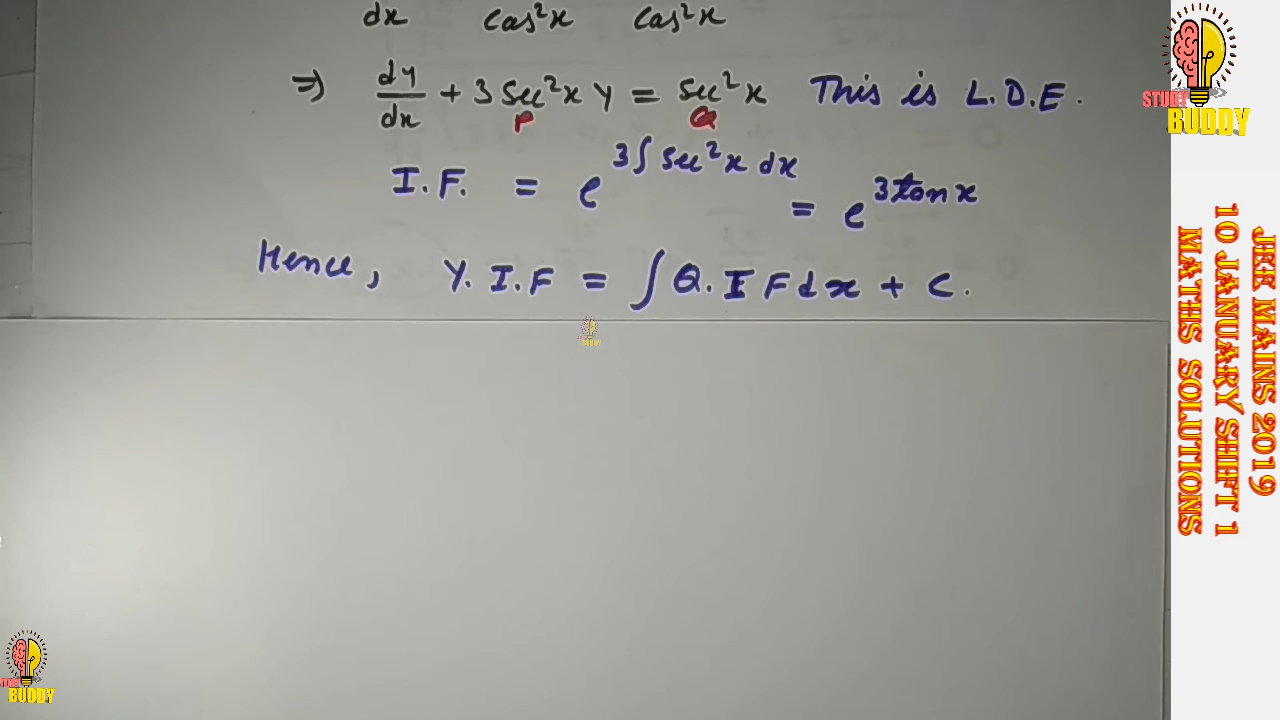 dx cos²x cos²x
⇒ dy/dx + 3 sec²x y = sec²x This is L.D.E.
P Q
I.F. = e^{3∫ sec²x dx} = e^{3tan x}
Hence, y. I.F = ∫ Q. I F dx + C.
STUDY
BUDDY
JEE MAINS 2019
10 JANUARY SHIFT 1
MATHS SOLUTIONS
BUDDY